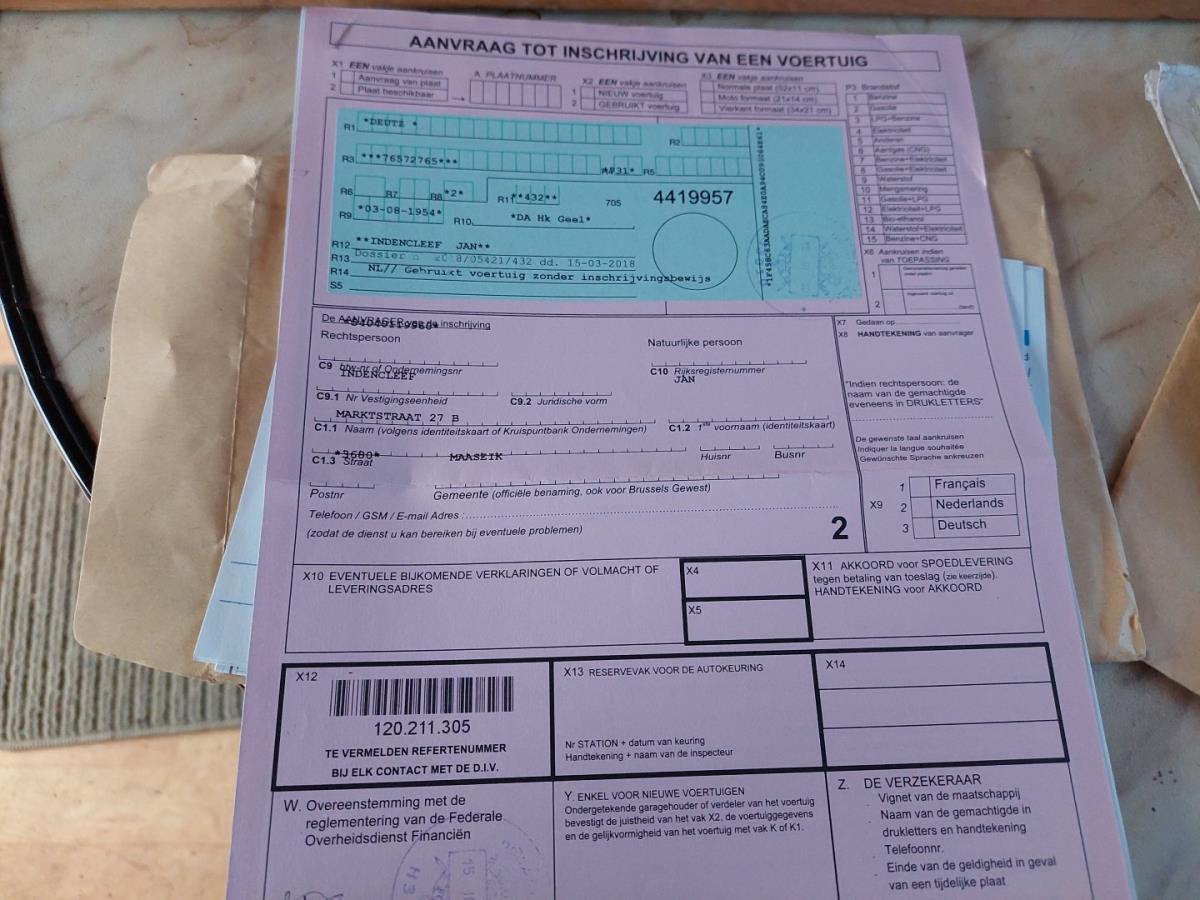 AANVRAAG TOT INSCHRIJVING VAN EEN VOERTUIG
X1 EEN vakje aankruisen
1 Aanvraag van plaat
2 Plaat beschikbaar
A PLAATNUMMER
X2 EEN vakje aankruisen
1 NIEUW voertuig
2 GEBRUIKT voertuig
X3 EEN vakje aankruisen
Normale plaat (52x11 cm)
Moto formaat (21x14 cm)
Vierkant formaat (34x21 cm)
P3 Brandstof
1 Benzine
2 Gasolie
3 LPG+Benzine
4 Elektriciteit
5 Anderen
6 Aardgas (CNG)
7 Benzine+Elektriciteit
8 Gasolie+Elektriciteit
9 Waterstof
10 Mengsmering
11 Gasolie+LPG
12 Elektriciteit+LPG
13 Bio-ethanol
14 Waterstof+Elektriciteit
15 Benzine+CNG
X6 Aankruisen indien
van TOEPASSING
1
2
R1 *DEUTZ *
R2
R3 ***76572765***
R5
R6 R7 R8 *2* R11 **432** 705 4419957
R9 *03-08-1954* R10 *DA Hk Geel*
R12 **INDENCLEEF JAN**
R13 Dossier 8/05421/432 dd. 15-03-2018
R14 NL// Gebruikt voertuig zonder inschrijvingsbewijs
S5
De AANVRAGER van de inschrijving
Rechtspersoon
Natuurlijke persoon
C9 btw-nr of Ondernemingsnr
C10 Rijksregisternummer
INDENCLEEF
JAN
C9.1 Nr Vestigingseenheid
C9.2 Juridische vorm
MARKTSTRAAT 27 B
C1.1 Naam (volgens identiteitskaart of Kruispuntbank Ondernemingen)
C1.2 1ste voornaam (identiteitskaart)
*3680* MAASEIK
C1.3 Straat
Huisnr
Busnr
Postnr
Gemeente (officiële benaming, ook voor Brussels Gewest)
Telefoon / GSM / E-mail Adres :
(zodat de dienst u kan bereiken bij eventuele problemen)
2
X7 Gedaan op
X8 HANDTEKENING van aanvrager
"Indien rechtspersoon: de
naam van de gemachtigde
eveneens in DRUKLETTERS"
De gewenste taal aankruisen
Indiquer la langue souhaitée
Gewünschte Sprache ankreuzen
X9
1 Français
2 Nederlands
3 Deutsch
X10 EVENTUELE BIJKOMENDE VERKLARINGEN OF VOLMACHT OF
LEVERINGSADRES
X4
X5
X11 AKKOORD voor SPOEDLEVERING
tegen betaling van toeslag (zie keerzijde).
HANDTEKENING voor AKKOORD
X12
120.211.305
TE VERMELDEN REFERTENUMMER
BIJ ELK CONTACT MET DE D.I.V.
X13 RESERVEVAK VOOR DE AUTOKEURING
Nr STATION + datum van keuring
Handtekening + naam van de inspecteur
X14
W. Overeenstemming met de
reglementering van de Federale
Overheidsdienst Financiën
Y. ENKEL VOOR NIEUWE VOERTUIGEN
Ondergetekende garagehouder of verdeler van het voertuig
bevestigt de juistheid van het vak X2, de voertuiggegevens
en de gelijkvormigheid van het voertuig met vak K of K1.
Z. DE VERZEKERAAR
Vignet van de maatschappij
Naam van de gemachtigde in
drukletters en handtekening
Telefoonnr.
Einde van de geldigheid in geval
van een tijdelijke plaat